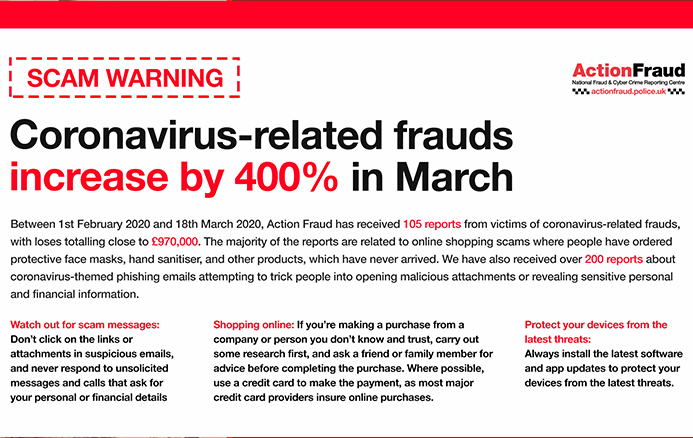 SCAM WARNING
ActionFraud
National Fraud & Cyber Crime Reporting Centre
actionfraud.police.uk
Coronavirus-related frauds
increase by 400% in March
Between 1st February 2020 and 18th March 2020, Action Fraud has received 105 reports from victims of coronavirus-related frauds,
with loses totalling close to £970,000. The majority of the reports are related to online shopping scams where people have ordered
protective face masks, hand sanitiser, and other products, which have never arrived. We have also received over 200 reports about
coronavirus-themed phishing emails attempting to trick people into opening malicious attachments or revealing sensitive personal
and financial information.
Watch out for scam messages:
Don't click on the links or
attachments in suspicious emails,
and never respond to unsolicited
messages and calls that ask for
your personal or financial details
Shopping online: If you're making a purchase from a
company or person you don't know and trust, carry out
some research first, and ask a friend or family member for
advice before completing the purchase. Where possible,
use a credit card to make the payment, as most major
credit card providers insure online purchases.
Protect your devices from the
latest threats:
Always install the latest software
and app updates to protect your
devices from the latest threats.